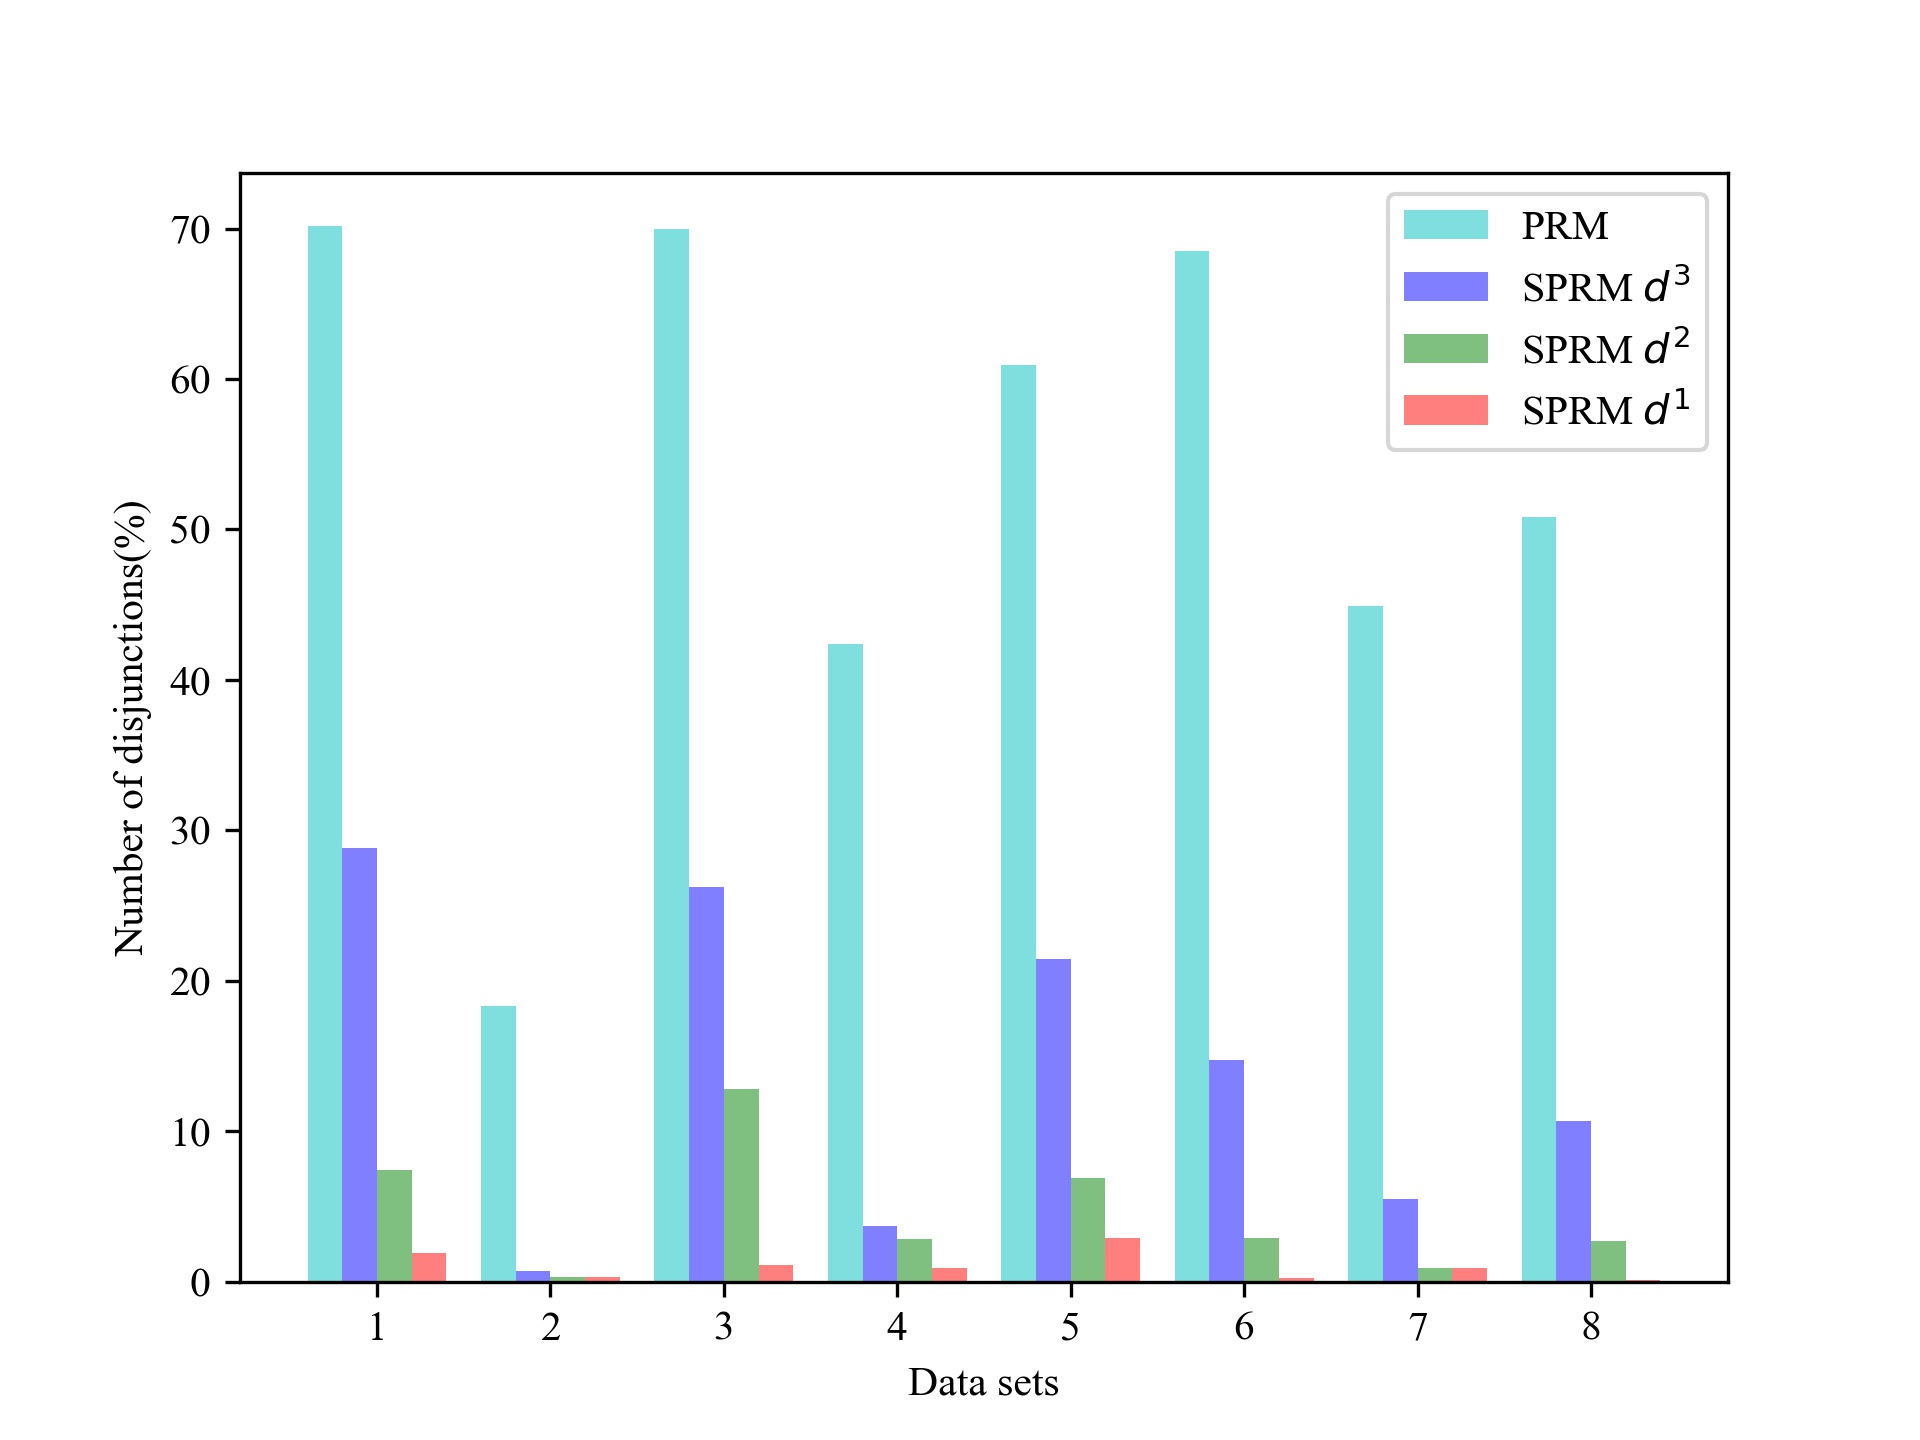 PRM
SPRM d³
SPRM d²
SPRM d¹
Number of disjunctions(%)
70
60
50
40
30
20
10
0
1 2 3 4 5 6 7 8
Data sets